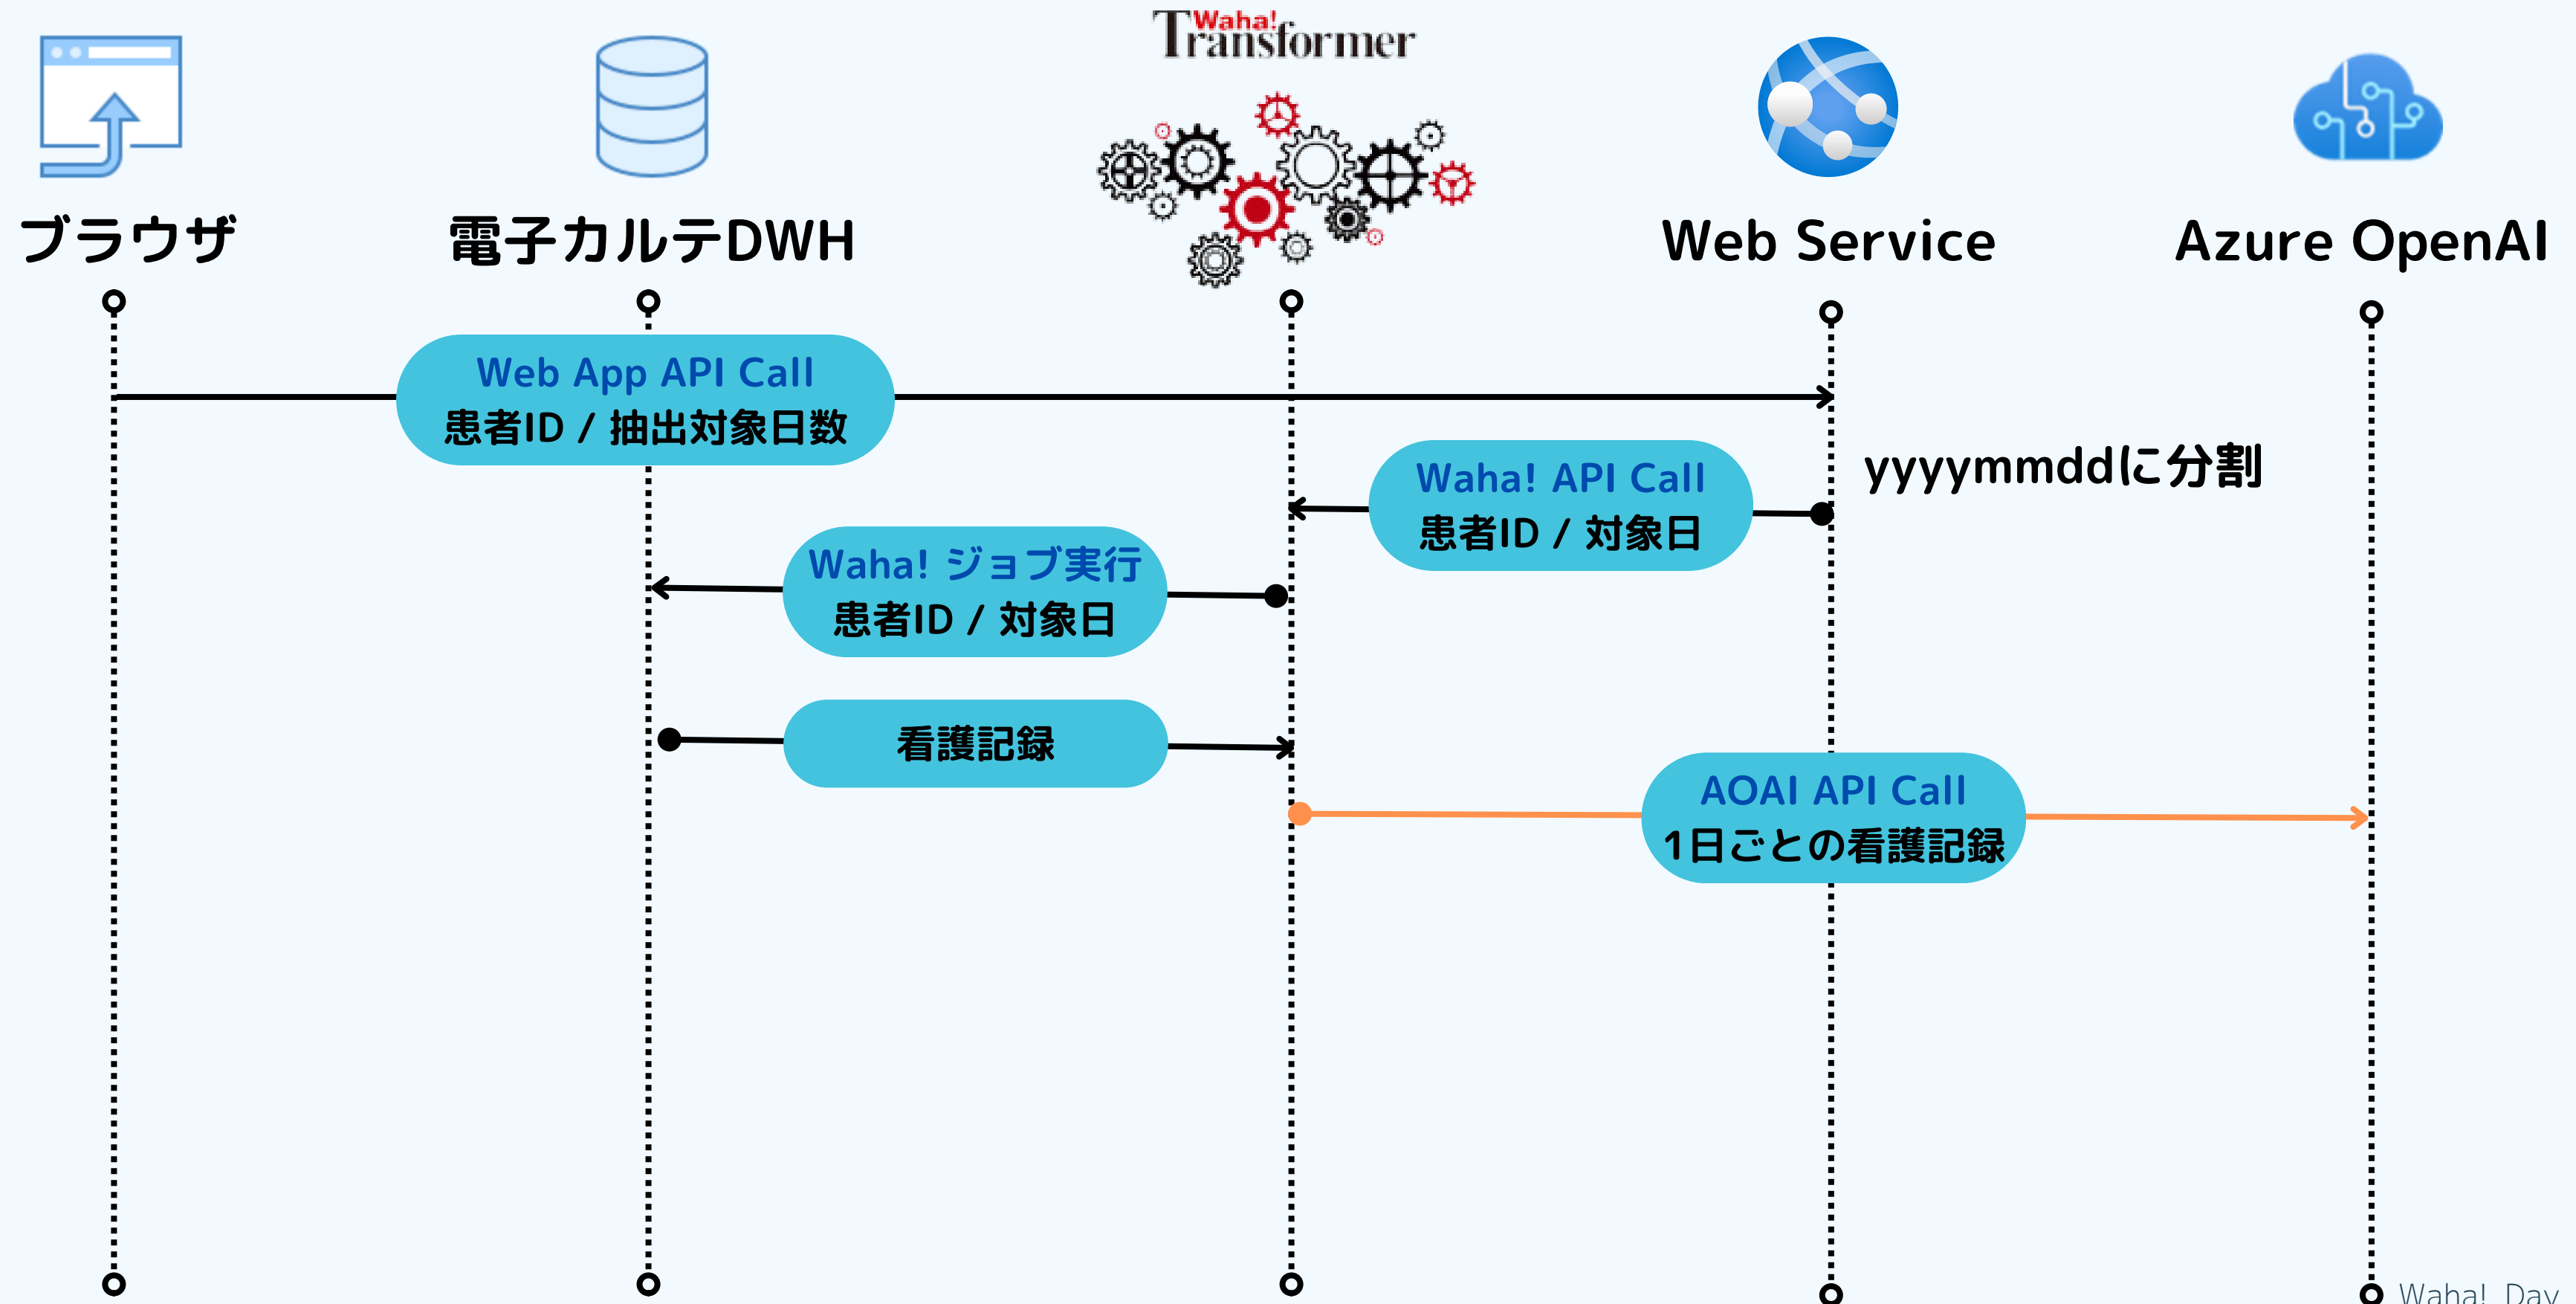 Waha!
Transformer
ブラウザ
電子カルテDWH
Web Service
Azure OpenAI
Web App API Call
患者ID / 抽出対象日数
yyyymmddに分割
Waha! API Call
患者ID / 対象日
Waha! ジョブ実行
患者ID / 対象日
看護記録
AOAI API Call
1日ごとの看護記録
Waha! Day